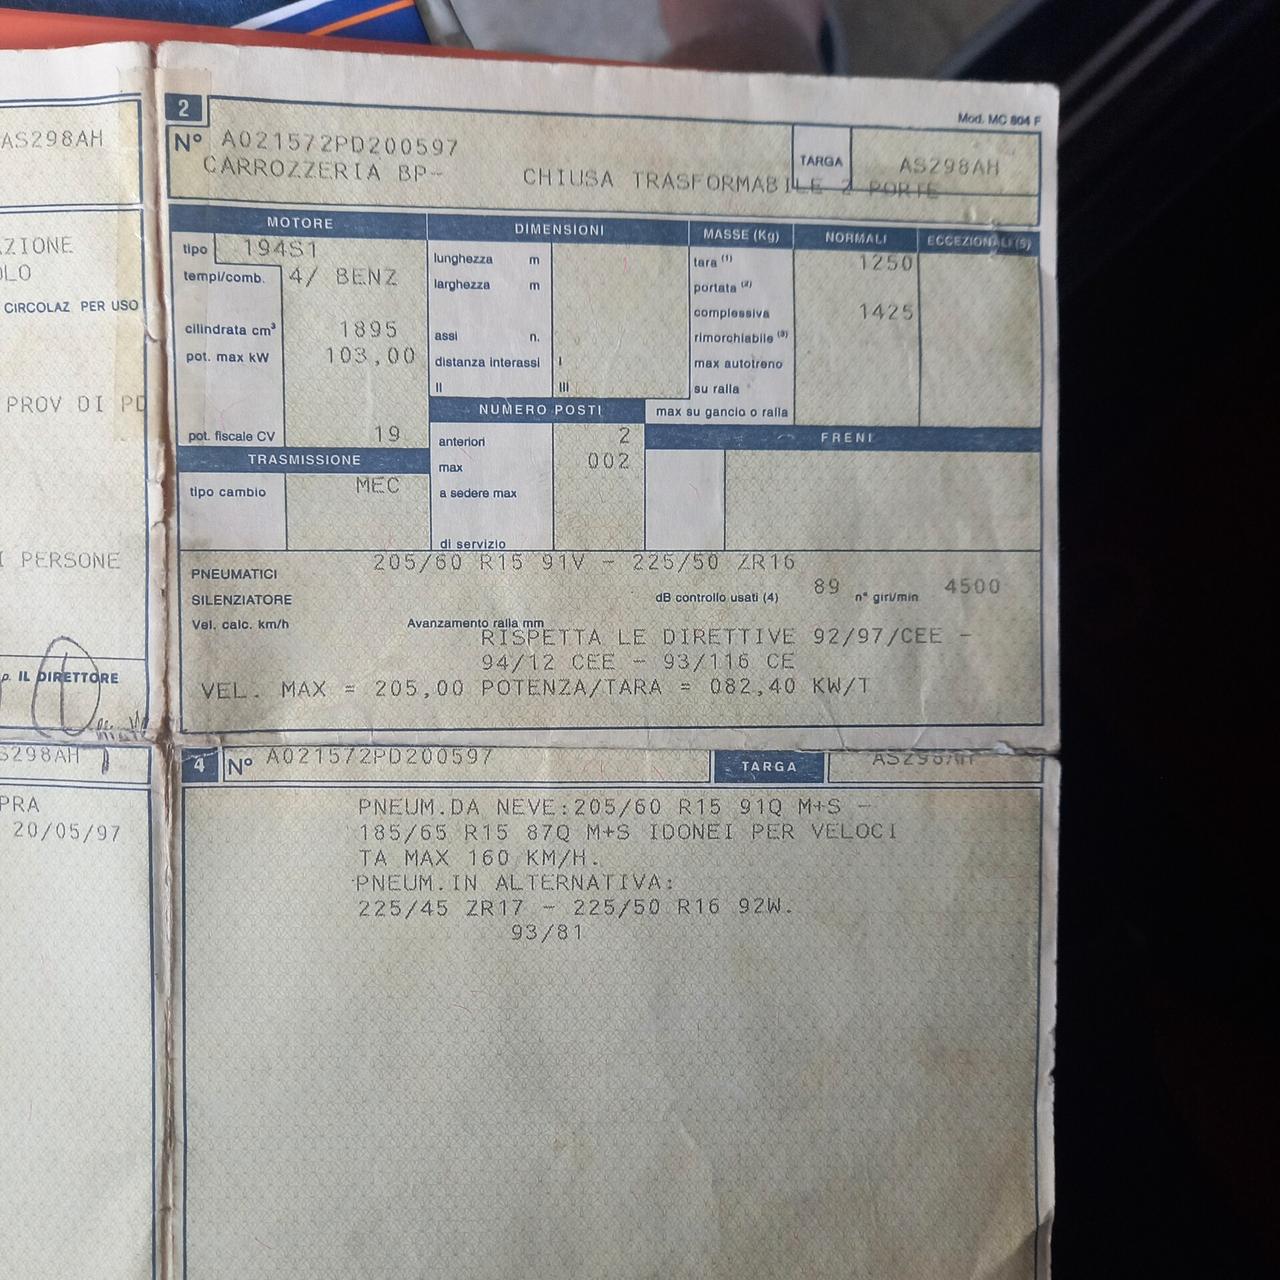 AS298AH
AZIONE
OLO
CIRCOLAZ PER USO
PROV DI PD
I PERSONE
p. IL DIRETTORE
2
Mod. MC 804 F
N° A021572PD200597
TARGA AS298AH
CARROZZERIA BP- CHIUSA TRASFORMABILE 2 PORTE
MOTORE
tipo 194S1
tempi/comb. 4/ BENZ
cilindrata cm³ 1895
pot. max kW 103,00
pot. fiscale CV 19
TRASMISSIONE
tipo cambio MEC
DIMENSIONI
lunghezza m
larghezza m
assi n.
distanza interassi I
II III
NUMERO POSTI
anteriori 2
max 002
a sedere max
di servizio
MASSE (Kg) NORMALI ECCEZIONALI (5)
tara (1) 1250
portata (2)
complessiva 1425
rimorchiabile (3)
max autotreno
su ralla
max su gancio o ralla
FRENI
PNEUMATICI 205/60 R15 91V - 225/50 ZR16
SILENZIATORE dB controllo usati (4) 89 n° giri/min 4500
Vel. calc. km/h Avanzamento ralla mm
RISPETTA LE DIRETTIVE 92/97/CEE -
94/12 CEE - 93/116 CE
VEL. MAX = 205,00 POTENZA/TARA = 082,40 KW/T
S298AH
PRA
20/05/97
4 N° A021572PD200597 TARGA AS298AH
PNEUM.DA NEVE:205/60 R15 91Q M+S -
185/65 R15 87Q M+S IDONEI PER VELOCI
TA MAX 160 KM/H.
PNEUM.IN ALTERNATIVA:
225/45 ZR17 - 225/50 R16 92W.
93/81